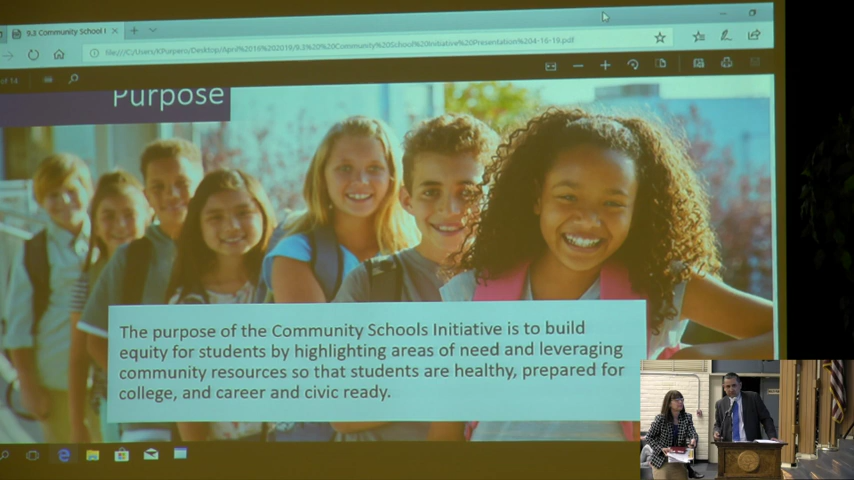 9.3 Community School I
file:///C:/Users/KPurpero/Desktop/April%2016%202019/9.3%20%20Community%20School%20Initiative%20Presentation%204-16-19.pdf
of 14
Purpose
The purpose of the Community Schools Initiative is to build
equity for students by highlighting areas of need and leveraging
community resources so that students are healthy, prepared for
college, and career and civic ready.